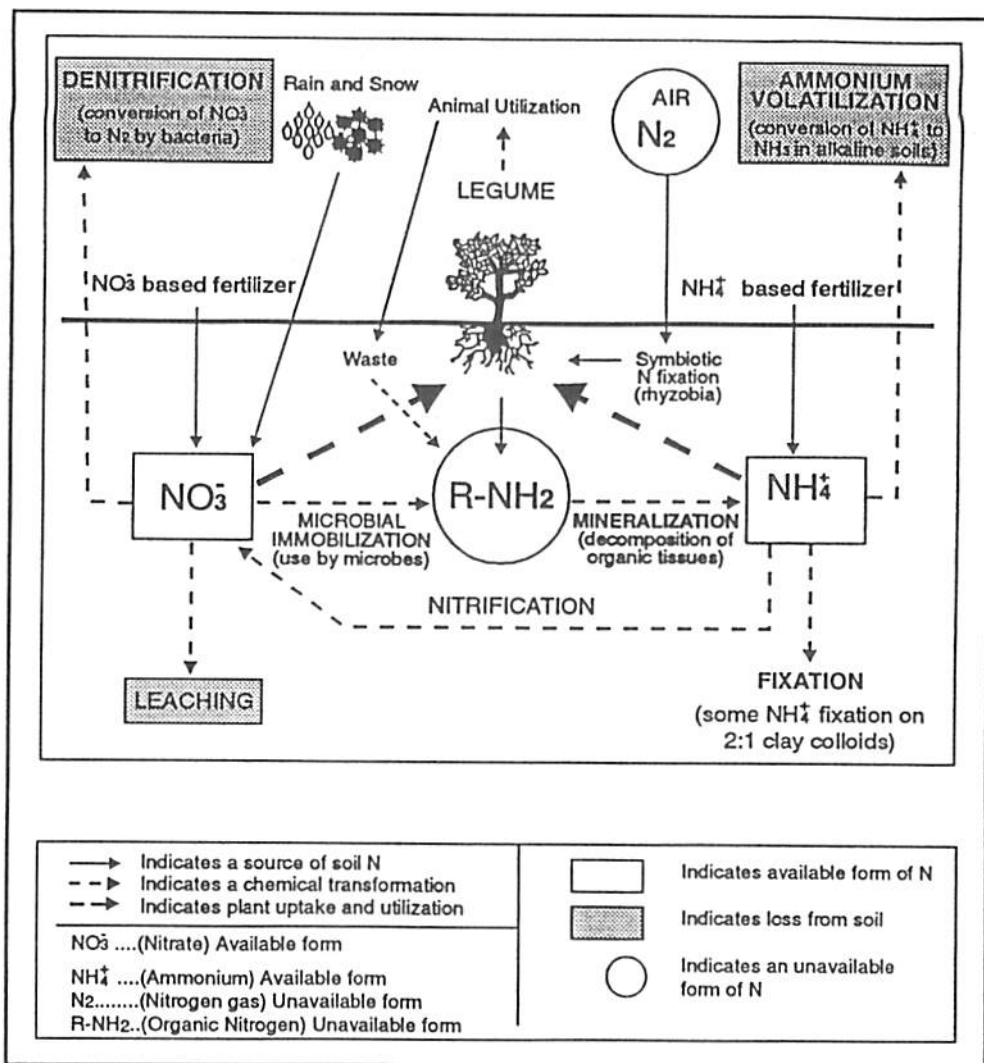 DENITRIFICATION
(conversion of NO₃⁻
to N₂ by bacteria)
Rain and Snow
Animal Utilization
AIR
N₂
AMMONIUM
VOLATILIZATION
(conversion of NH₄⁺ to
NH₃ in alkaline soils)
LEGUME
NO₃⁻ based fertilizer
NH₄⁺ based fertilizer
Waste
Symbiotic
N fixation
(rhyzobia)
NO₃⁻
R-NH₂
NH₄⁺
MICROBIAL
IMMOBILIZATION
(use by microbes)
MINERALIZATION
(decomposition of
organic tissues)
NITRIFICATION
LEACHING
FIXATION
(some NH₄⁺ fixation on
2:1 clay colloids)
Indicates a source of soil N
Indicates a chemical transformation
Indicates plant uptake and utilization
NO₃⁻ ....(Nitrate) Available form
NH₄⁺ ....(Ammonium) Available form
N₂........(Nitrogen gas) Unavailable form
R-NH₂..(Organic Nitrogen) Unavailable form
Indicates available form of N
Indicates loss from soil
Indicates an unavailable
form of N